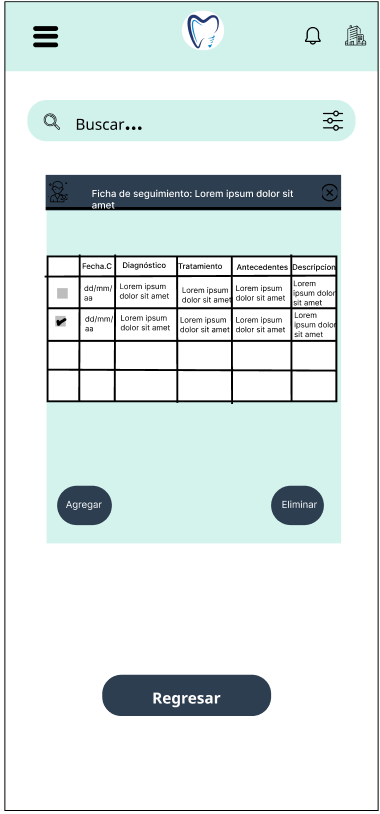 Buscar...
Ficha de seguimiento: Lorem ipsum dolor sit
amet
Fecha.C Diagnóstico Tratamiento Antecedentes Descripcion
dd/mm/
aa
Lorem ipsum
dolor sit amet
Lorem ipsum
dolor sit amet
Lorem ipsum
dolor sit amet
Lorem
ipsum dolor
sit amet
dd/mm/
aa
Lorem ipsum
dolor sit amet
Lorem ipsum
dolor sit amet
Lorem ipsum
dolor sit amet
Lorem
ipsum dolor
sit amet
Agregar
Eliminar
Regresar